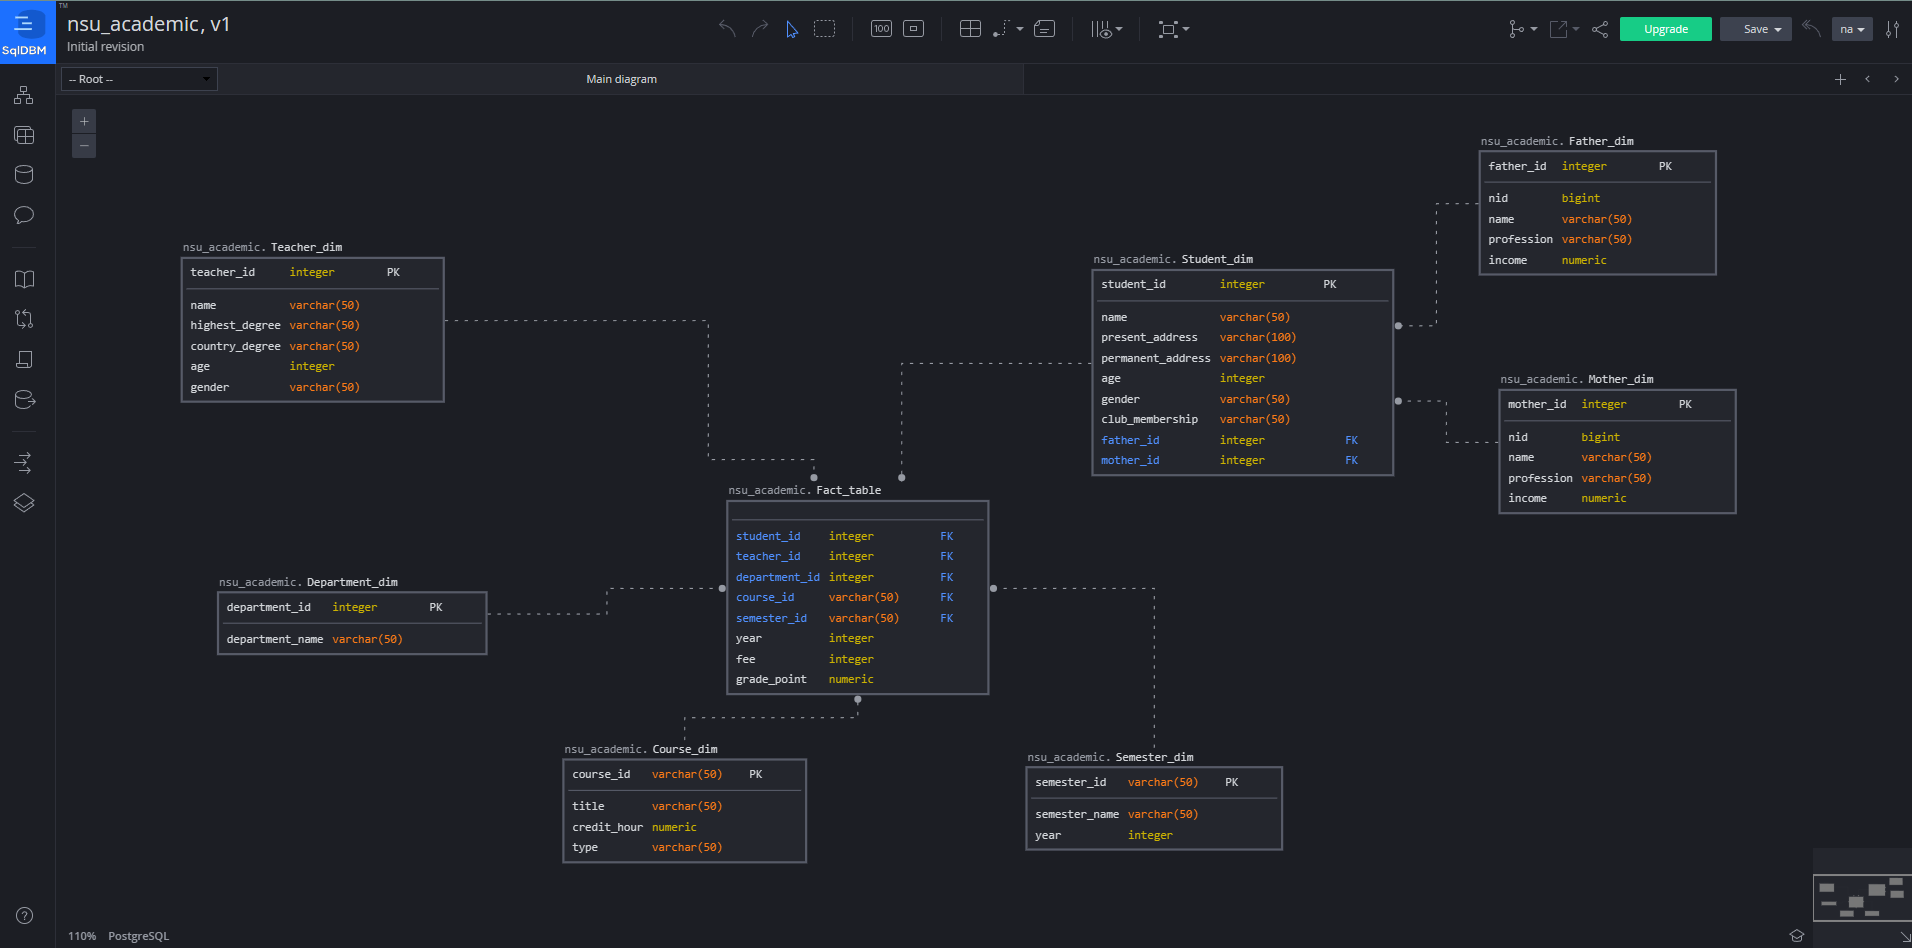 TM
SqlDBM
nsu_academic, v1
Initial revision
100
Upgrade
Save
na
-- Root --
Main diagram
+
−
nsu_academic. Father_dim
father_id integer PK
nid bigint
name varchar(50)
profession varchar(50)
income numeric
nsu_academic. Teacher_dim
teacher_id integer PK
name varchar(50)
highest_degree varchar(50)
country_degree varchar(50)
age integer
gender varchar(50)
nsu_academic. Student_dim
student_id integer PK
name varchar(50)
present_address varchar(100)
permanent_address varchar(100)
age integer
gender varchar(50)
club_membership varchar(50)
father_id integer FK
mother_id integer FK
nsu_academic. Mother_dim
mother_id integer PK
nid bigint
name varchar(50)
profession varchar(50)
income numeric
nsu_academic. Fact_table
student_id integer FK
teacher_id integer FK
department_id integer FK
course_id varchar(50) FK
semester_id varchar(50) FK
year integer
fee integer
grade_point numeric
nsu_academic. Department_dim
department_id integer PK
department_name varchar(50)
nsu_academic. Course_dim
course_id varchar(50) PK
title varchar(50)
credit_hour numeric
type varchar(50)
nsu_academic. Semester_dim
semester_id varchar(50) PK
semester_name varchar(50)
year integer
110% PostgreSQL